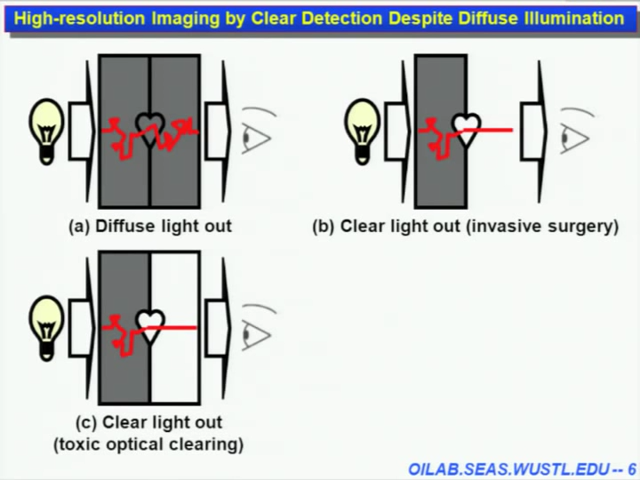 High-resolution Imaging by Clear Detection Despite Diffuse Illumination
(a) Diffuse light out
(b) Clear light out (invasive surgery)
(c) Clear light out
(toxic optical clearing)
OILAB.SEAS.WUSTL.EDU -- 6